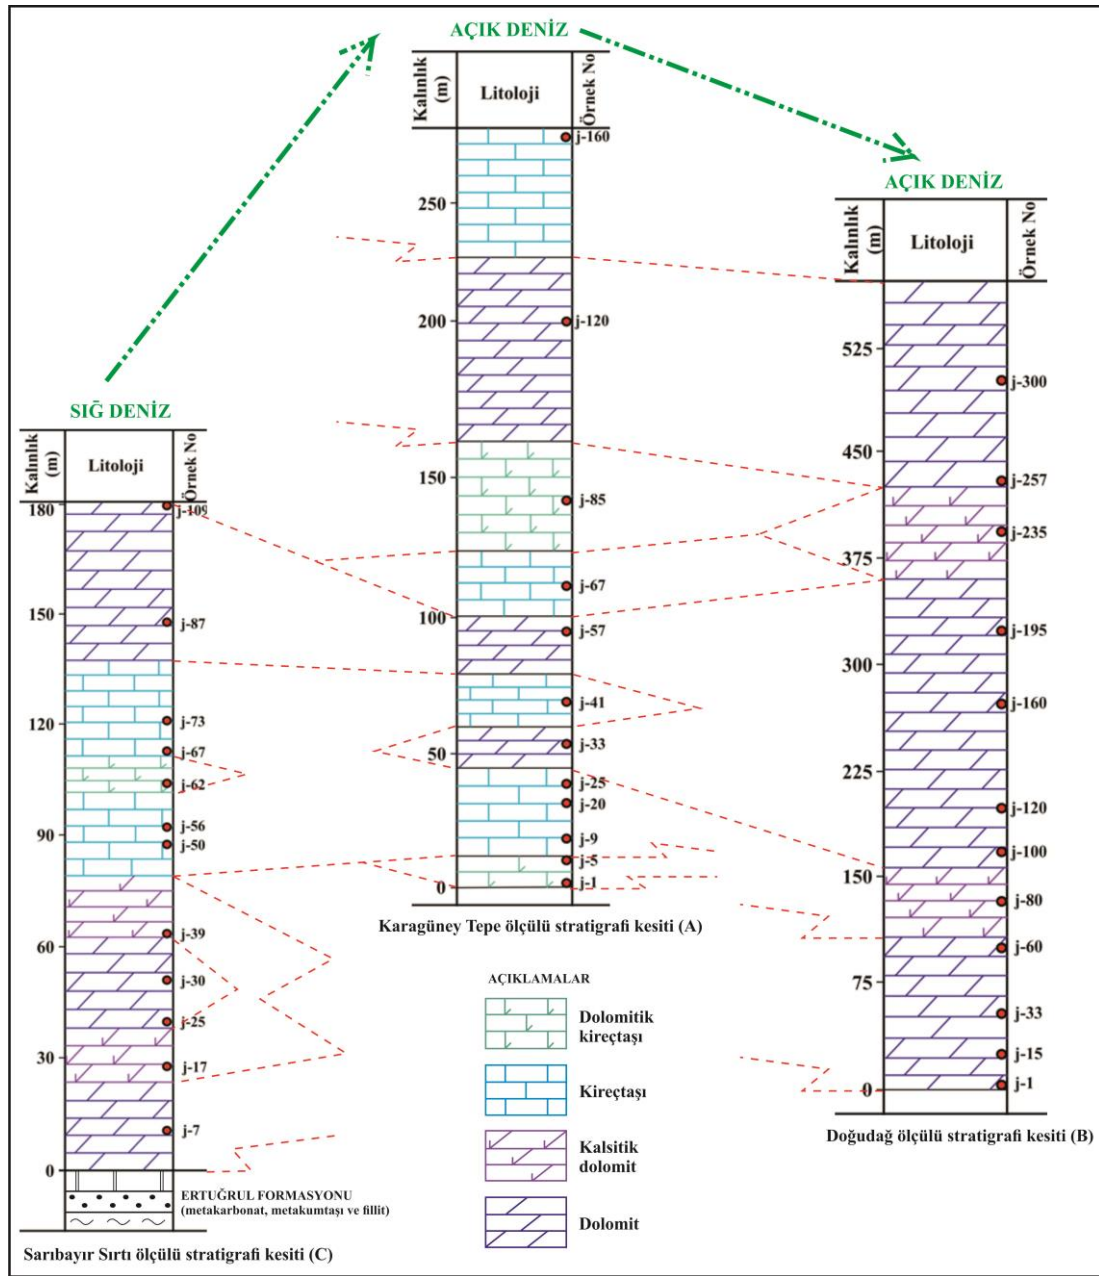 AÇIK DENİZ
Kalınlık
(m)
Litoloji
Örnek No
j-160
250
200
j-120
150
j-85
j-67
100
j-57
j-41
50
j-33
j-25
j-20
j-9
j-5
j-1
0
Karagüney Tepe ölçülü stratigrafi kesiti (A)
AÇIK DENİZ
Kalınlık
(m)
Litoloji
Örnek No
525
j-300
450
j-257
j-235
375
j-195
300
j-160
225
j-120
j-100
150
j-80
j-60
75
j-33
j-15
j-1
0
Doğudağ ölçülü stratigrafi kesiti (B)
SIĞ DENİZ
Kalınlık
(m)
Litoloji
Örnek No
180
j-109
150
j-87
120
j-73
j-67
j-62
90
j-56
j-50
60
j-39
j-30
j-25
30
j-17
j-7
0
ERTUĞRUL FORMASYONU
(metakarbonat, metakumtaşı ve fillit)
Sarıbayır Sırtı ölçülü stratigrafi kesiti (C)
AÇIKLAMALAR
Dolomitik
kireçtaşı
Kireçtaşı
Kalsitik
dolomit
Dolomit